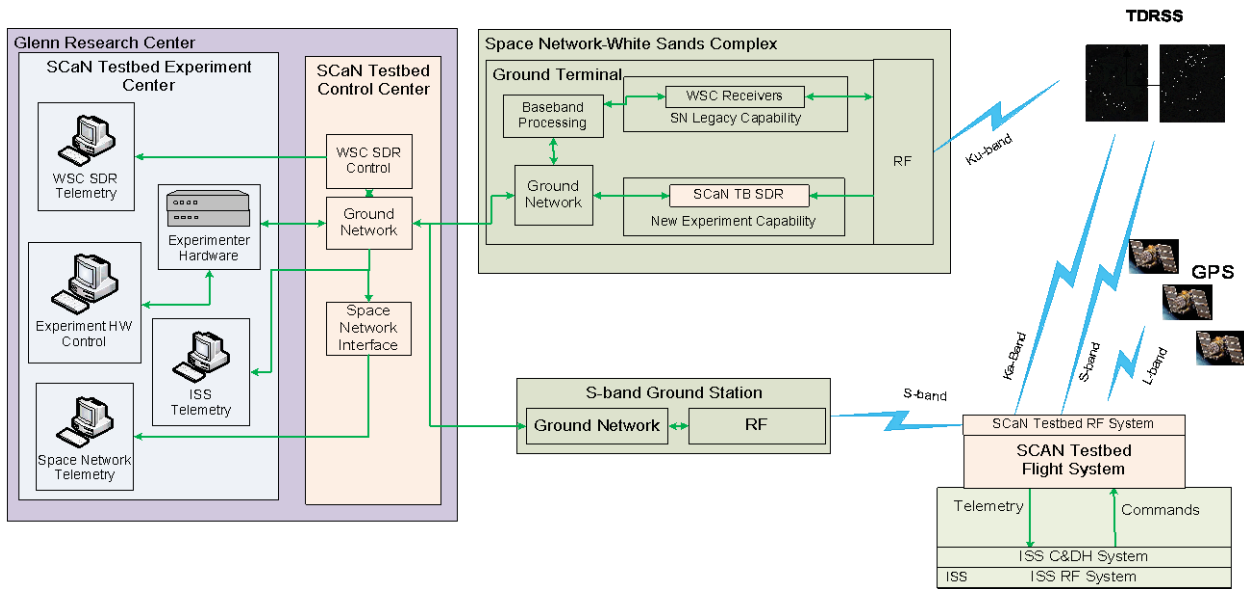 Glenn Research Center
SCaN Testbed Experiment
Center
WSC SDR
Telemetry
Experimenter
Hardware
Experiment HW
Control
ISS
Telemetry
Space Network
Telemetry
SCaN Testbed
Control Center
WSC SDR
Control
Ground
Network
Space
Network
Interface
Space Network-White Sands Complex
Ground Terminal
Baseband
Processing
WSC Receivers
SN Legacy Capability
Ground
Network
SCaN TB SDR
New Experiment Capability
RF
Ku-band
TDRSS
GPS
Ka-Band
S-band
L-band
S-band Ground Station
Ground Network
RF
S-band
SCaN Testbed RF System
SCAN Testbed
Flight System
Telemetry
Commands
ISS C&DH System
ISS
ISS RF System